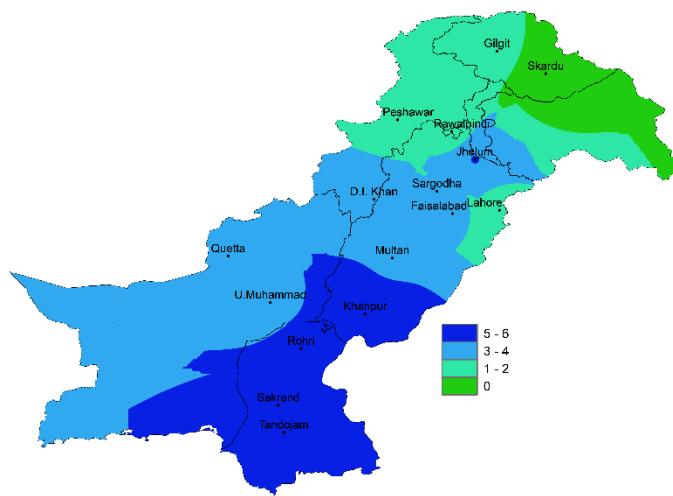 Gilgit
Skardu
Peshawar
Rawalpindi
Jhelum
Sargodha
D.I. Khan
Faisalabad
Lahore
Quetta
Multan
U.Muhammad
Khanpur
5 - 6
3 - 4
1 - 2
0
Rohri
Sakrand
Tandojam